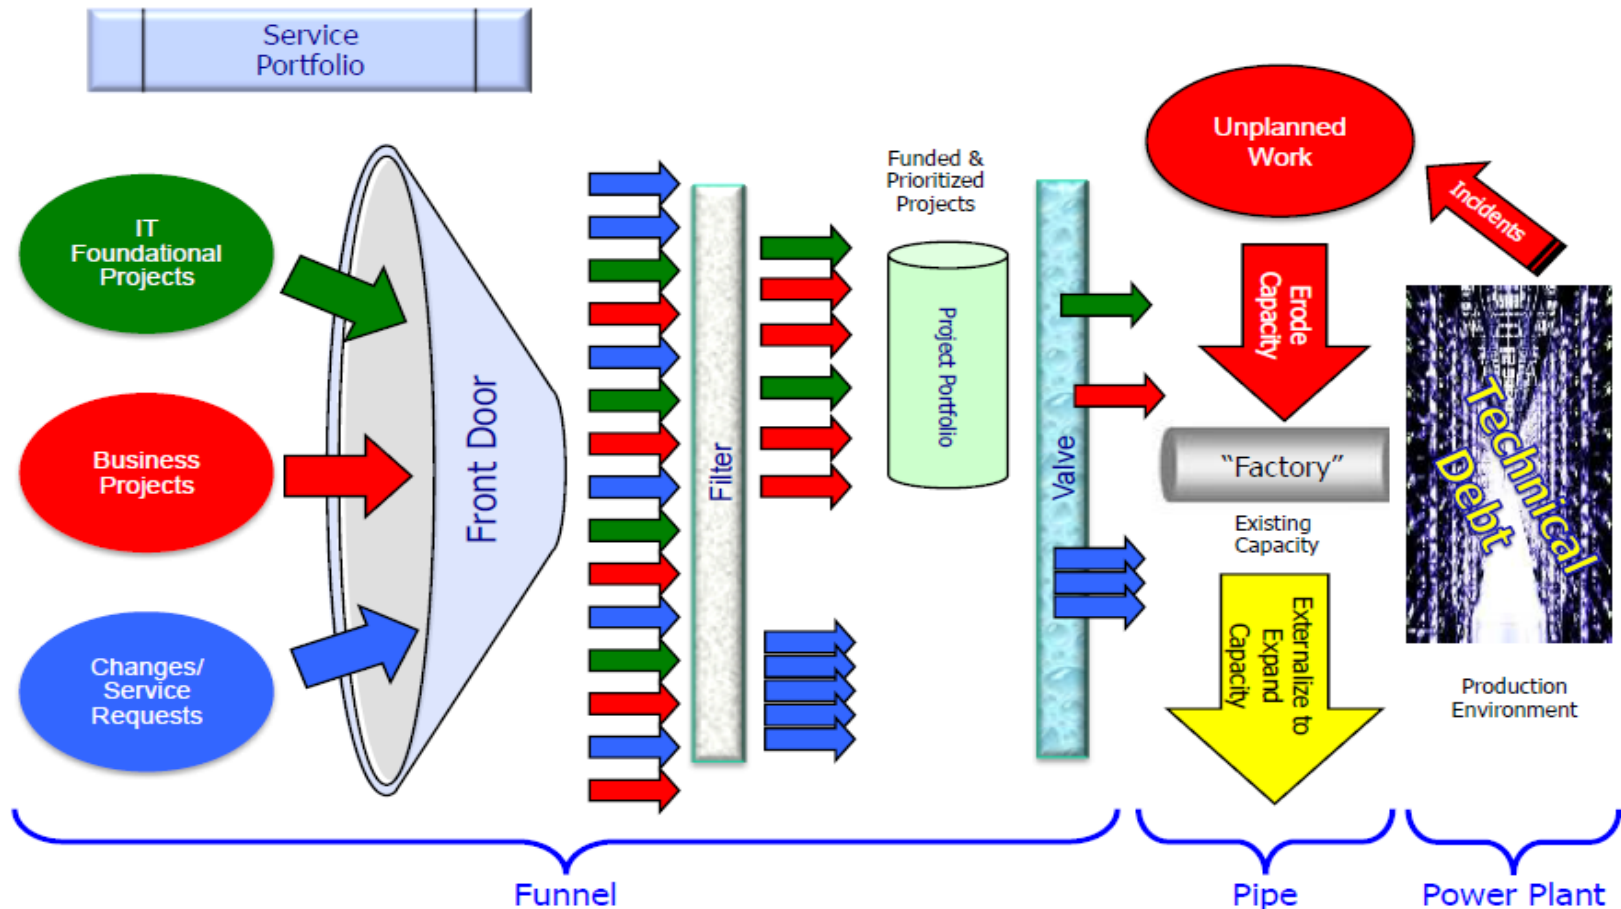 Service
Portfolio
IT
Foundational
Projects
Business
Projects
Changes/
Service
Requests
Front Door
Filter
Funded &
Prioritized
Projects
Project Portfolio
Valve
Unplanned
Work
Incidents
Erode
Capacity
“Factory”
Existing
Capacity
Externalize to
Expand
Capacity
Technical
Debt
Production
Environment
Funnel
Pipe
Power Plant